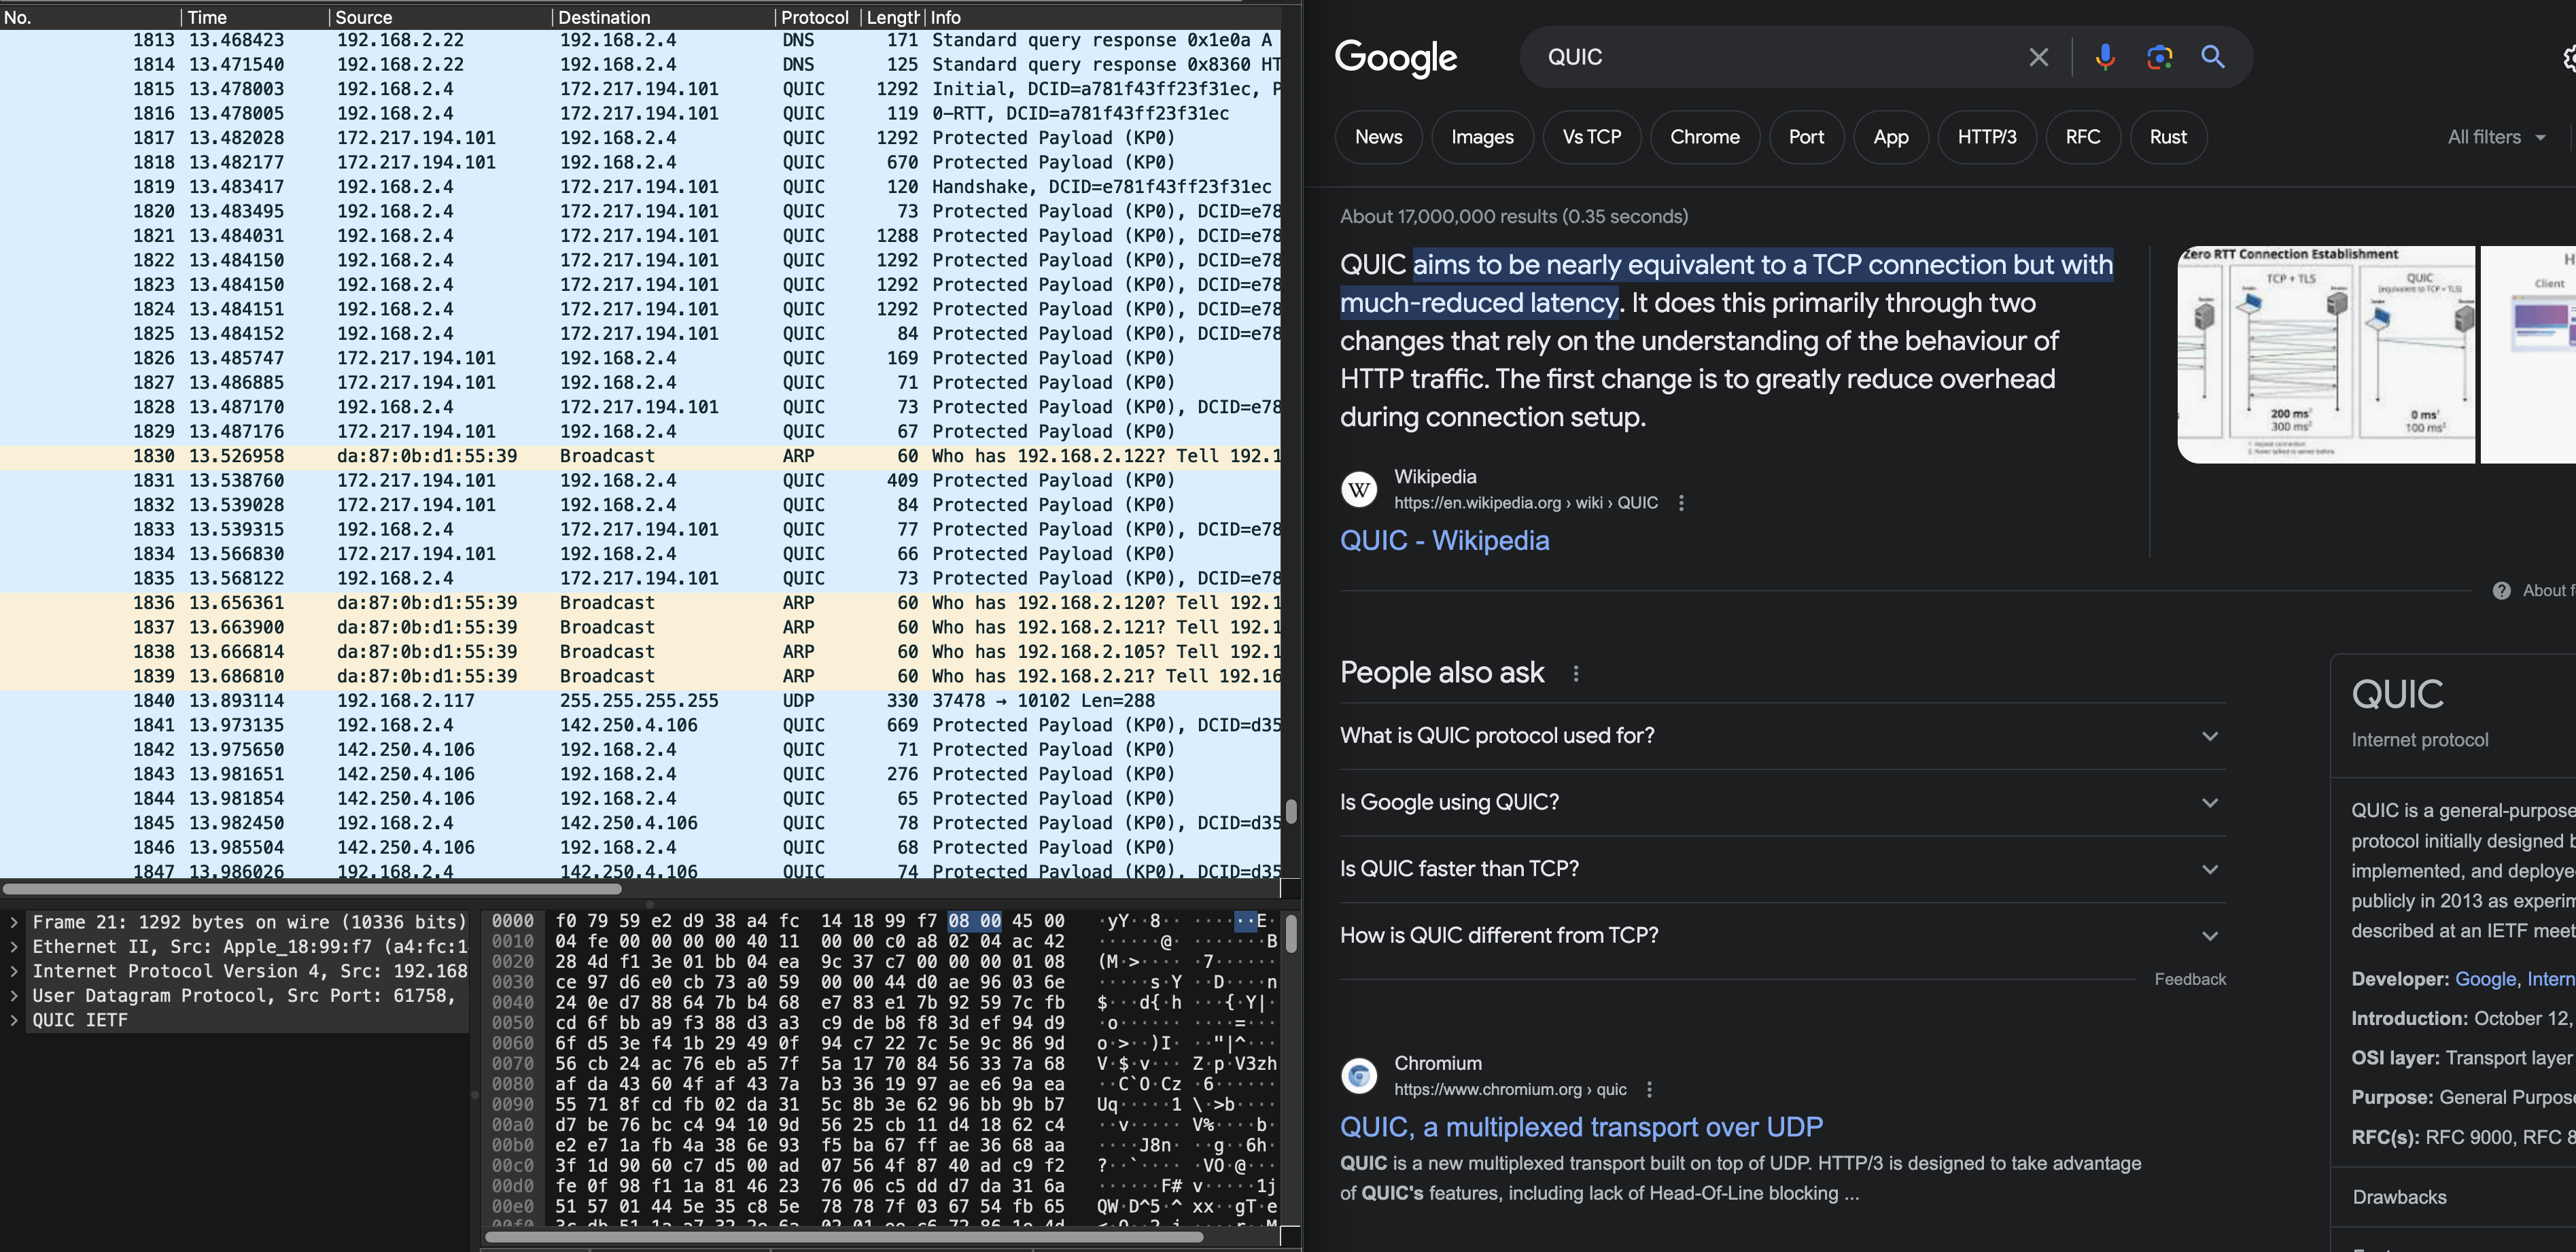 No. Time Source Destination Protocol Length Info
1813 13.468423 192.168.2.22 192.168.2.4 DNS 171 Standard query response 0x1e0a A
1814 13.471540 192.168.2.22 192.168.2.4 DNS 125 Standard query response 0x8360 HT
1815 13.478003 192.168.2.4 172.217.194.101 QUIC 1292 Initial, DCID=a781f43ff23f31ec, P
1816 13.478005 192.168.2.4 172.217.194.101 QUIC 119 0-RTT, DCID=a781f43ff23f31ec
1817 13.482028 172.217.194.101 192.168.2.4 QUIC 1292 Protected Payload (KP0)
1818 13.482177 172.217.194.101 192.168.2.4 QUIC 670 Protected Payload (KP0)
1819 13.483417 192.168.2.4 172.217.194.101 QUIC 120 Handshake, DCID=e781f43ff23f31ec
1820 13.483495 192.168.2.4 172.217.194.101 QUIC 73 Protected Payload (KP0), DCID=e78
1821 13.484031 192.168.2.4 172.217.194.101 QUIC 1288 Protected Payload (KP0), DCID=e78
1822 13.484150 192.168.2.4 172.217.194.101 QUIC 1292 Protected Payload (KP0), DCID=e78
1823 13.484150 192.168.2.4 172.217.194.101 QUIC 1292 Protected Payload (KP0), DCID=e78
1824 13.484151 192.168.2.4 172.217.194.101 QUIC 1292 Protected Payload (KP0), DCID=e78
1825 13.484152 192.168.2.4 172.217.194.101 QUIC 84 Protected Payload (KP0), DCID=e78
1826 13.485747 172.217.194.101 192.168.2.4 QUIC 169 Protected Payload (KP0)
1827 13.486885 172.217.194.101 192.168.2.4 QUIC 71 Protected Payload (KP0)
1828 13.487170 192.168.2.4 172.217.194.101 QUIC 73 Protected Payload (KP0), DCID=e78
1829 13.487176 172.217.194.101 192.168.2.4 QUIC 67 Protected Payload (KP0)
1830 13.526958 da:87:0b:d1:55:39 Broadcast ARP 60 Who has 192.168.2.122? Tell 192.1
1831 13.538760 172.217.194.101 192.168.2.4 QUIC 409 Protected Payload (KP0)
1832 13.539028 172.217.194.101 192.168.2.4 QUIC 84 Protected Payload (KP0)
1833 13.539315 192.168.2.4 172.217.194.101 QUIC 77 Protected Payload (KP0), DCID=e78
1834 13.566830 172.217.194.101 192.168.2.4 QUIC 66 Protected Payload (KP0)
1835 13.568122 192.168.2.4 172.217.194.101 QUIC 73 Protected Payload (KP0), DCID=e78
1836 13.656361 da:87:0b:d1:55:39 Broadcast ARP 60 Who has 192.168.2.120? Tell 192.1
1837 13.663900 da:87:0b:d1:55:39 Broadcast ARP 60 Who has 192.168.2.121? Tell 192.1
1838 13.666814 da:87:0b:d1:55:39 Broadcast ARP 60 Who has 192.168.2.105? Tell 192.1
1839 13.686810 da:87:0b:d1:55:39 Broadcast ARP 60 Who has 192.168.2.21? Tell 192.16
1840 13.893114 192.168.2.117 255.255.255.255 UDP 330 37478 → 10102 Len=288
1841 13.973135 192.168.2.4 142.250.4.106 QUIC 669 Protected Payload (KP0), DCID=d35
1842 13.975650 142.250.4.106 192.168.2.4 QUIC 71 Protected Payload (KP0)
1843 13.981651 142.250.4.106 192.168.2.4 QUIC 276 Protected Payload (KP0)
1844 13.981854 142.250.4.106 192.168.2.4 QUIC 65 Protected Payload (KP0)
1845 13.982450 192.168.2.4 142.250.4.106 QUIC 78 Protected Payload (KP0), DCID=d35
1846 13.985504 142.250.4.106 192.168.2.4 QUIC 68 Protected Payload (KP0)
1847 13.986026 192.168.2.4 142.250.4.106 QUIC 74 Protected Payload (KP0), DCID=d35
Frame 21: 1292 bytes on wire (10336 bits)
Ethernet II, Src: Apple_18:99:f7 (a4:fc:1
Internet Protocol Version 4, Src: 192.168
User Datagram Protocol, Src Port: 61758,
QUIC IETF
0000 f0 79 59 e2 d9 38 a4 fc 14 18 99 f7 08 00 45 00 ·yY··8·· ······E·
0010 04 fe 00 00 00 00 40 11 00 00 c0 a8 02 04 ac 42 ······@· ·······B
0020 28 4d f1 3e 01 bb 04 ea 9c 37 c7 00 00 00 01 08 (M·>···· ·7······
0030 ce 97 d6 e0 cb 73 a0 59 00 00 44 d0 ae 96 03 6e ·····s·Y ··D····n
0040 24 0e d7 88 64 7b b4 68 e7 83 e1 7b 92 59 7c fb $···d{·h ···{·Y|·
0050 cd 6f bb a9 f3 88 d3 a3 c9 de b8 f8 3d ef 94 d9 ·o······ ····=···
0060 6f d5 3e f4 1b 29 49 0f 94 c7 22 7c 5e 9c 86 9d o·>··)I· ··"|^···
0070 56 cb 24 ac 76 eb a5 7f 5a 17 70 84 56 33 7a 68 V·$·v··· Z·p·V3zh
0080 af da 43 60 4f af 43 7a b3 36 19 97 ae e6 9a ea ··C`O·Cz ·6······
0090 55 71 8f cd fb 02 da 31 5c 8b 3e 62 96 bb 9b b7 Uq·····1 \·>b····
00a0 d7 be 76 bc c4 94 10 9d 56 25 cb 11 d4 18 62 c4 ··v····· V%····b·
00b0 e2 e7 1a fb 4a 38 6e 93 f5 ba 67 ff ae 36 68 aa ····J8n· ··g··6h·
00c0 3f 1d 90 60 c7 d5 00 ad 07 56 4f 87 40 ad c9 f2 ?··`···· ·VO·@···
00d0 fe 0f 98 f1 1a 81 46 23 76 06 c5 dd d7 da 31 6a ······F# v·····1j
00e0 51 57 01 44 5e 35 c8 5e 78 78 7f 03 67 54 fb 65 QW·D^5·^ xx··gT·e
Google
QUIC
News Images Vs TCP Chrome Port App HTTP/3 RFC Rust All filters
About 17,000,000 results (0.35 seconds)
QUIC aims to be nearly equivalent to a TCP connection but with
much-reduced latency. It does this primarily through two
changes that rely on the understanding of the behaviour of
HTTP traffic. The first change is to greatly reduce overhead
during connection setup.
Zero RTT Connection Establishment
TCP + TLS
QUIC
(equivalent to TCP + TLS)
200 ms¹
300 ms²
0 ms¹
100 ms²
H
Client
W
Wikipedia
https://en.wikipedia.org › wiki › QUIC
QUIC - Wikipedia
About f
People also ask
What is QUIC protocol used for?
Is Google using QUIC?
Is QUIC faster than TCP?
How is QUIC different from TCP?
Feedback
Chromium
https://www.chromium.org › quic
QUIC, a multiplexed transport over UDP
QUIC is a new multiplexed transport built on top of UDP. HTTP/3 is designed to take advantage
of QUIC's features, including lack of Head-Of-Line blocking ...
QUIC
Internet protocol
QUIC is a general-purpose
protocol initially designed b
implemented, and deploye
publicly in 2013 as experim
described at an IETF meet
Developer: Google, Intern
Introduction: October 12,
OSI layer: Transport layer
Purpose: General Purpose
RFC(s): RFC 9000, RFC 8
Drawbacks